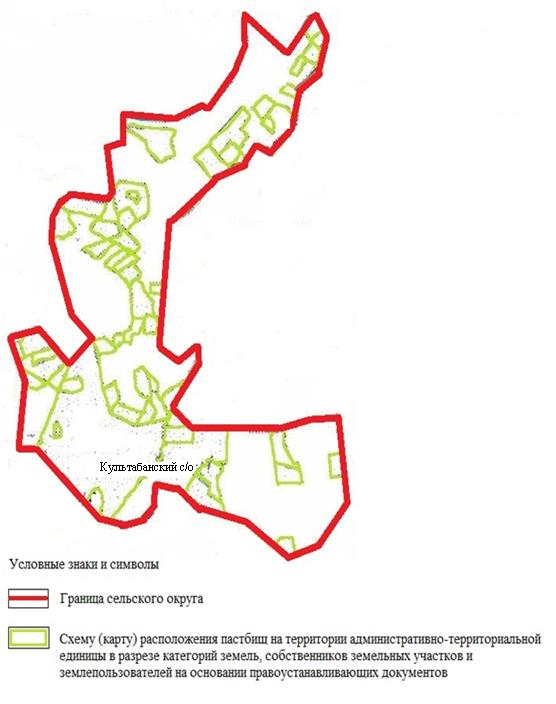 Культабанский с/о
Условные знаки и символы
Граница сельского округа
Схему (карту) расположения пастбищ на территории административно-территориальной
единицы в разрезе категорий земель, собственников земельных участков и
землепользователей на основании правоустанавливающих документов